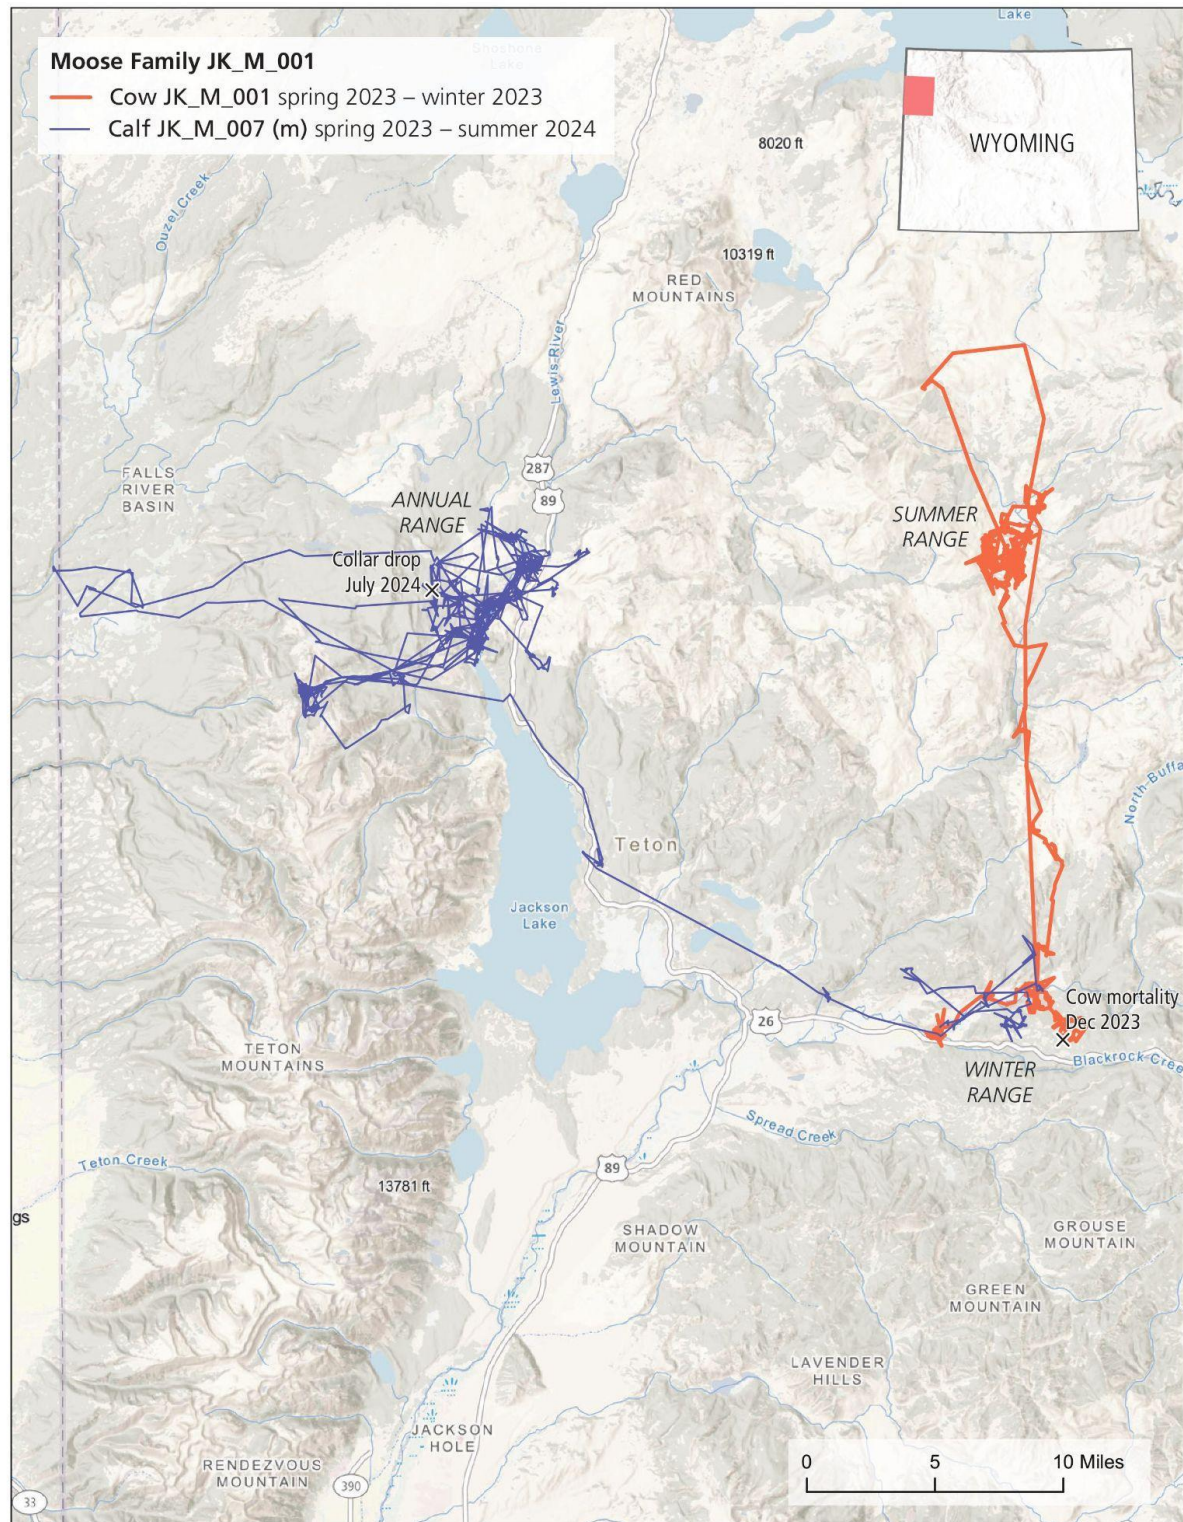 Lake
Moose Family JK_M_001
Cow JK_M_001 spring 2023 – winter 2023
Calf JK_M_007 (m) spring 2023 – summer 2024
Shoshone
Lake
WYOMING
8020 ft
Ouzel Creek
10319 ft
RED
MOUNTAINS
Lewis River
287
89
FALLS
RIVER
BASIN
ANNUAL
RANGE
SUMMER
RANGE
Collar drop
July 2024
North Buffa
Teton
Jackson
Lake
Cow mortality
Dec 2023
26
TETON
MOUNTAINS
Blackrock Cree
WINTER
RANGE
Spread Creek
Teton Creek
89
13781 ft
gs
SHADOW
MOUNTAIN
GROUSE
MOUNTAIN
GREEN
MOUNTAIN
LAVENDER
HILLS
JACKSON
HOLE
RENDEZVOUS
MOUNTAIN
390
33
0 5 10 Miles